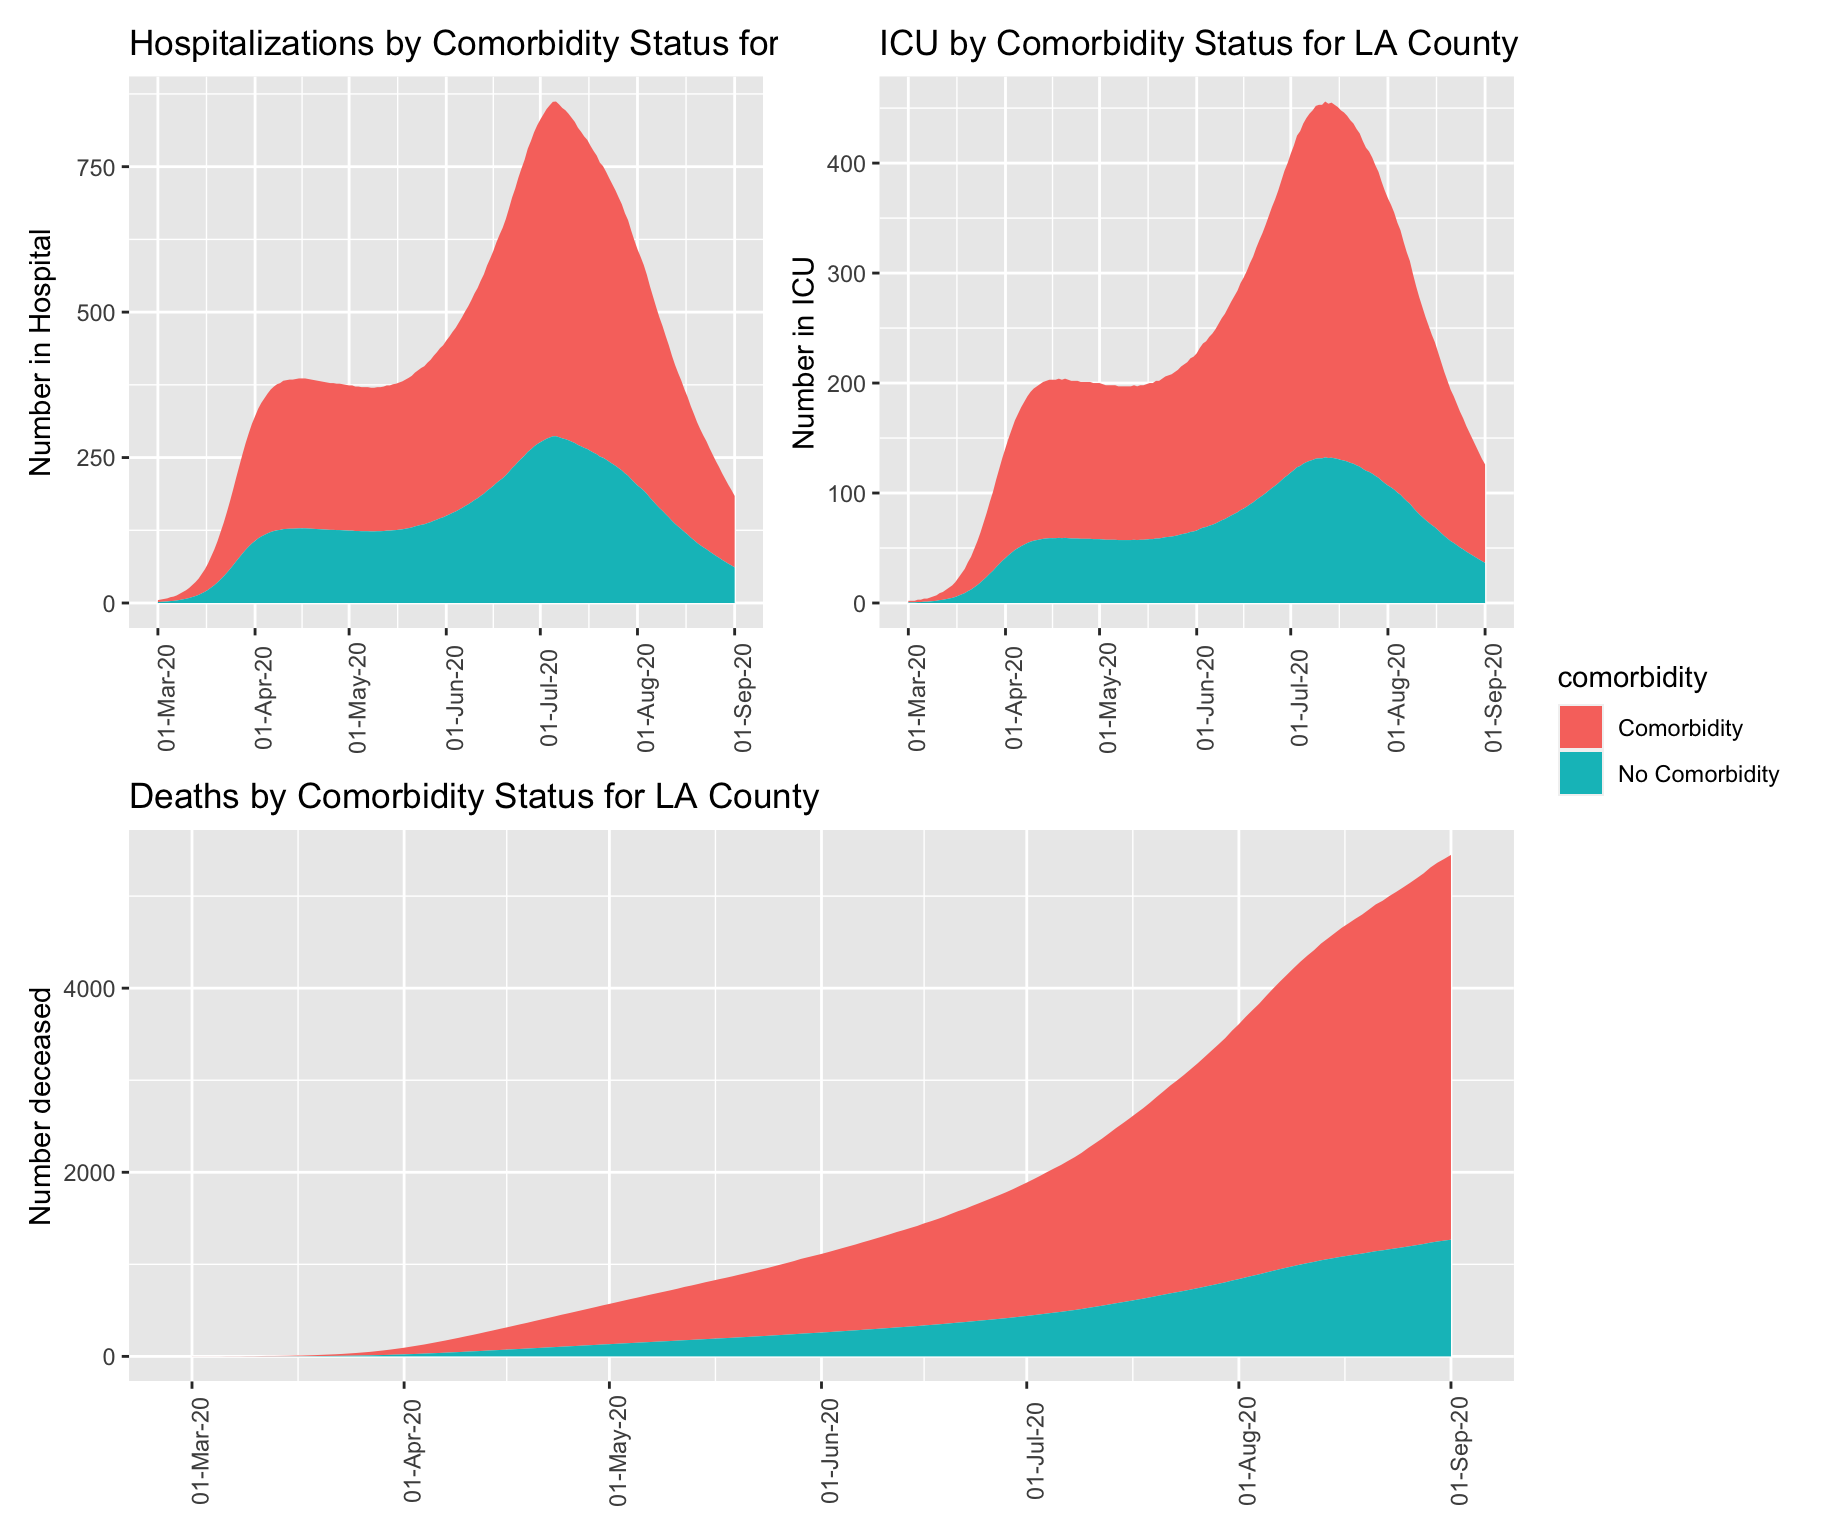 Hospitalizations by Comorbidity Status for
Number in Hospital
750
500
250
0
01-Mar-20
01-Apr-20
01-May-20
01-Jun-20
01-Jul-20
01-Aug-20
01-Sep-20
ICU by Comorbidity Status for LA County
Number in ICU
400
300
200
100
0
01-Mar-20
01-Apr-20
01-May-20
01-Jun-20
01-Jul-20
01-Aug-20
01-Sep-20
comorbidity
Comorbidity
No Comorbidity
Deaths by Comorbidity Status for LA County
Number deceased
4000
2000
0
01-Mar-20
01-Apr-20
01-May-20
01-Jun-20
01-Jul-20
01-Aug-20
01-Sep-20